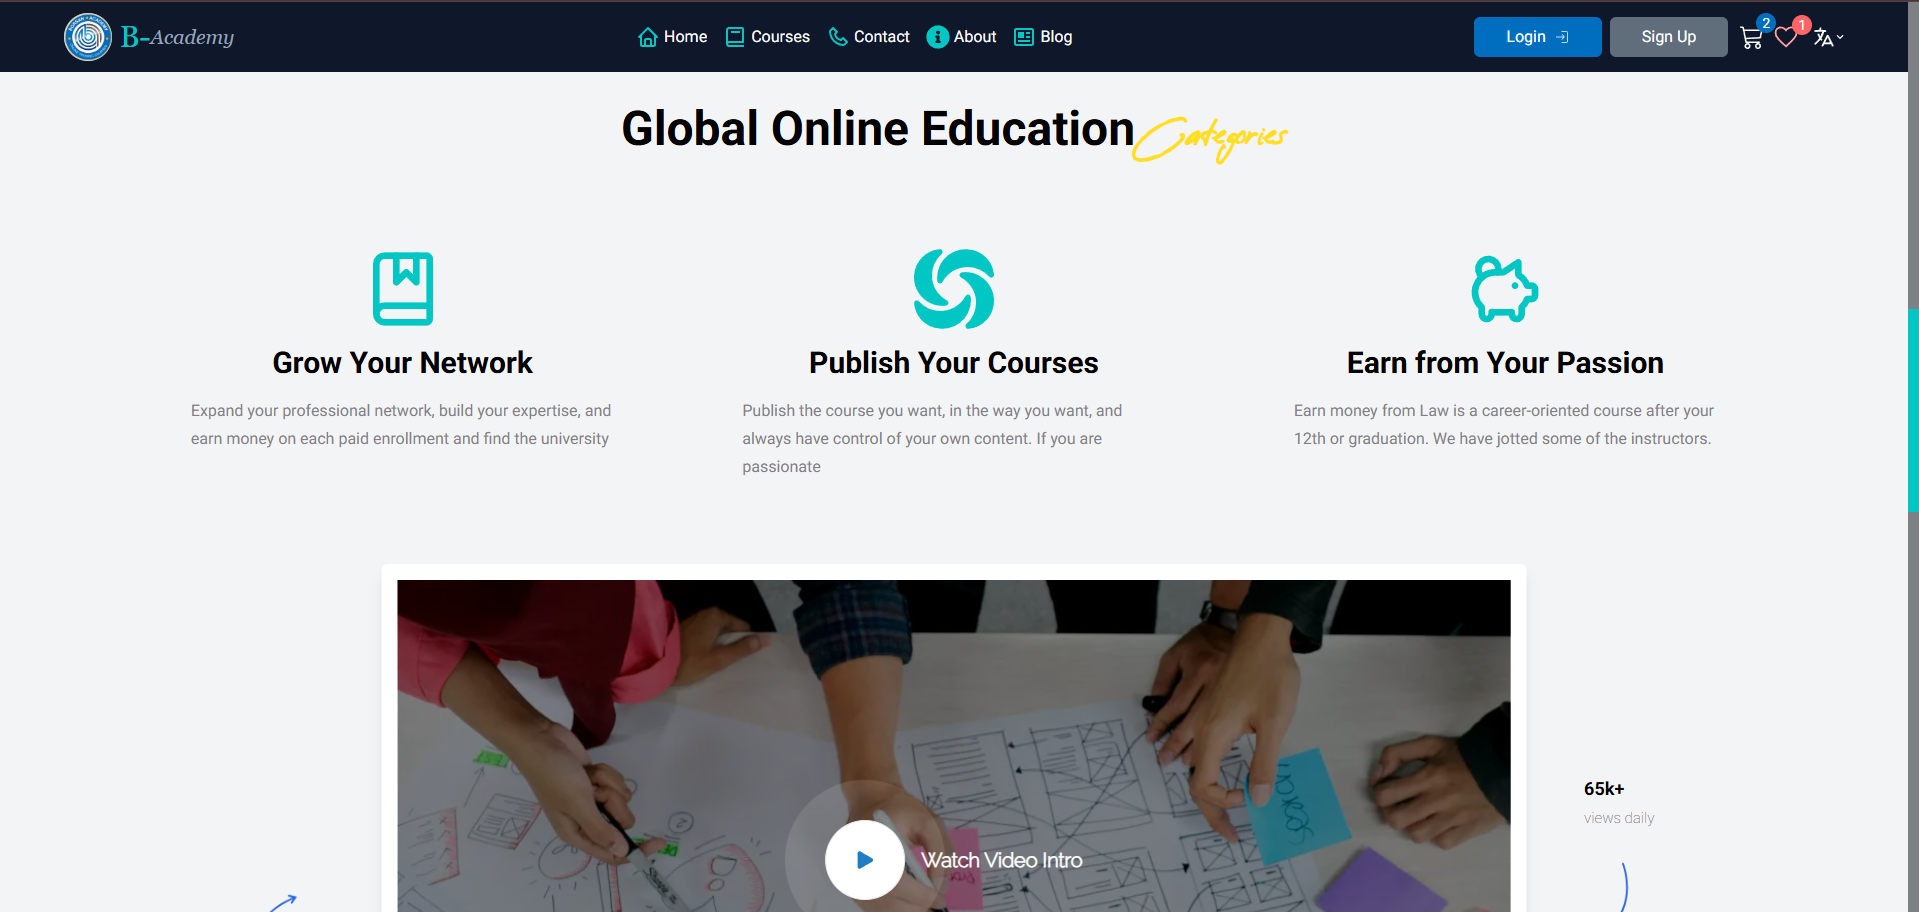 B-Academy
Home
Courses
Contact
About
Blog
Login
Sign Up
2
1
Global Online Education Categories
Grow Your Network
Expand your professional network, build your expertise, and
earn money on each paid enrollment and find the university
Publish Your Courses
Publish the course you want, in the way you want, and
always have control of your own content. If you are
passionate
Earn from Your Passion
Earn money from Law is a career-oriented course after your
12th or graduation. We have jotted some of the instructors.
Watch Video Intro
65k+
views daily